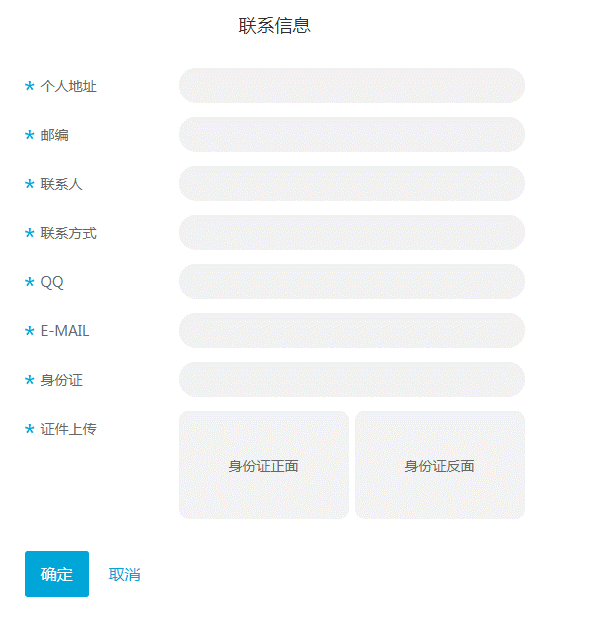 联系信息
* 个人地址
* 邮编
* 联系人
* 联系方式
* QQ
* E-MAIL
* 身份证
* 证件上传
身份证正面 身份证反面
确定 取消